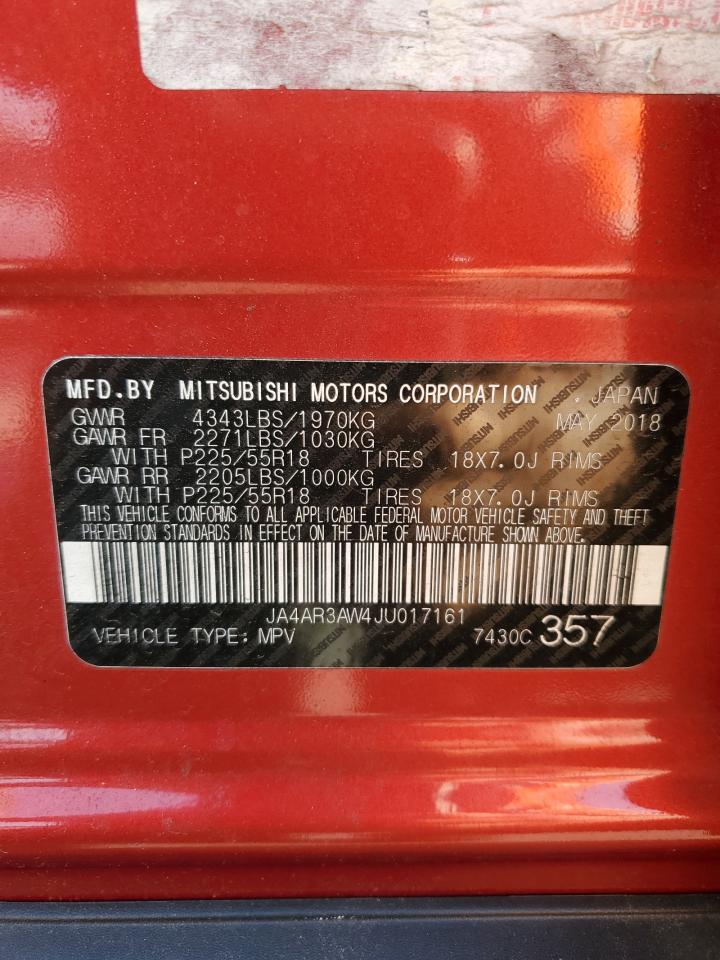 MFD.BY MITSUBISHI MOTORS CORPORATION . JAPAN
GVWR 4343LBS/1970KG MAY 2018
GAWR FR 2271LBS/1030KG
WITH P225/55R18 TIRES 18X7.0J RIMS
GAWR RR 2205LBS/1000KG
WITH P225/55R18 TIRES 18X7.0J RIMS
THIS VEHICLE CONFORMS TO ALL APPLICABLE FEDERAL MOTOR VEHICLE SAFETY AND THEFT
PREVENTION STANDARDS IN EFFECT ON THE DATE OF MANUFACTURE SHOWN ABOVE.
JA4AR3AW4JU017161
VEHICLE TYPE: MPV 7430C 357